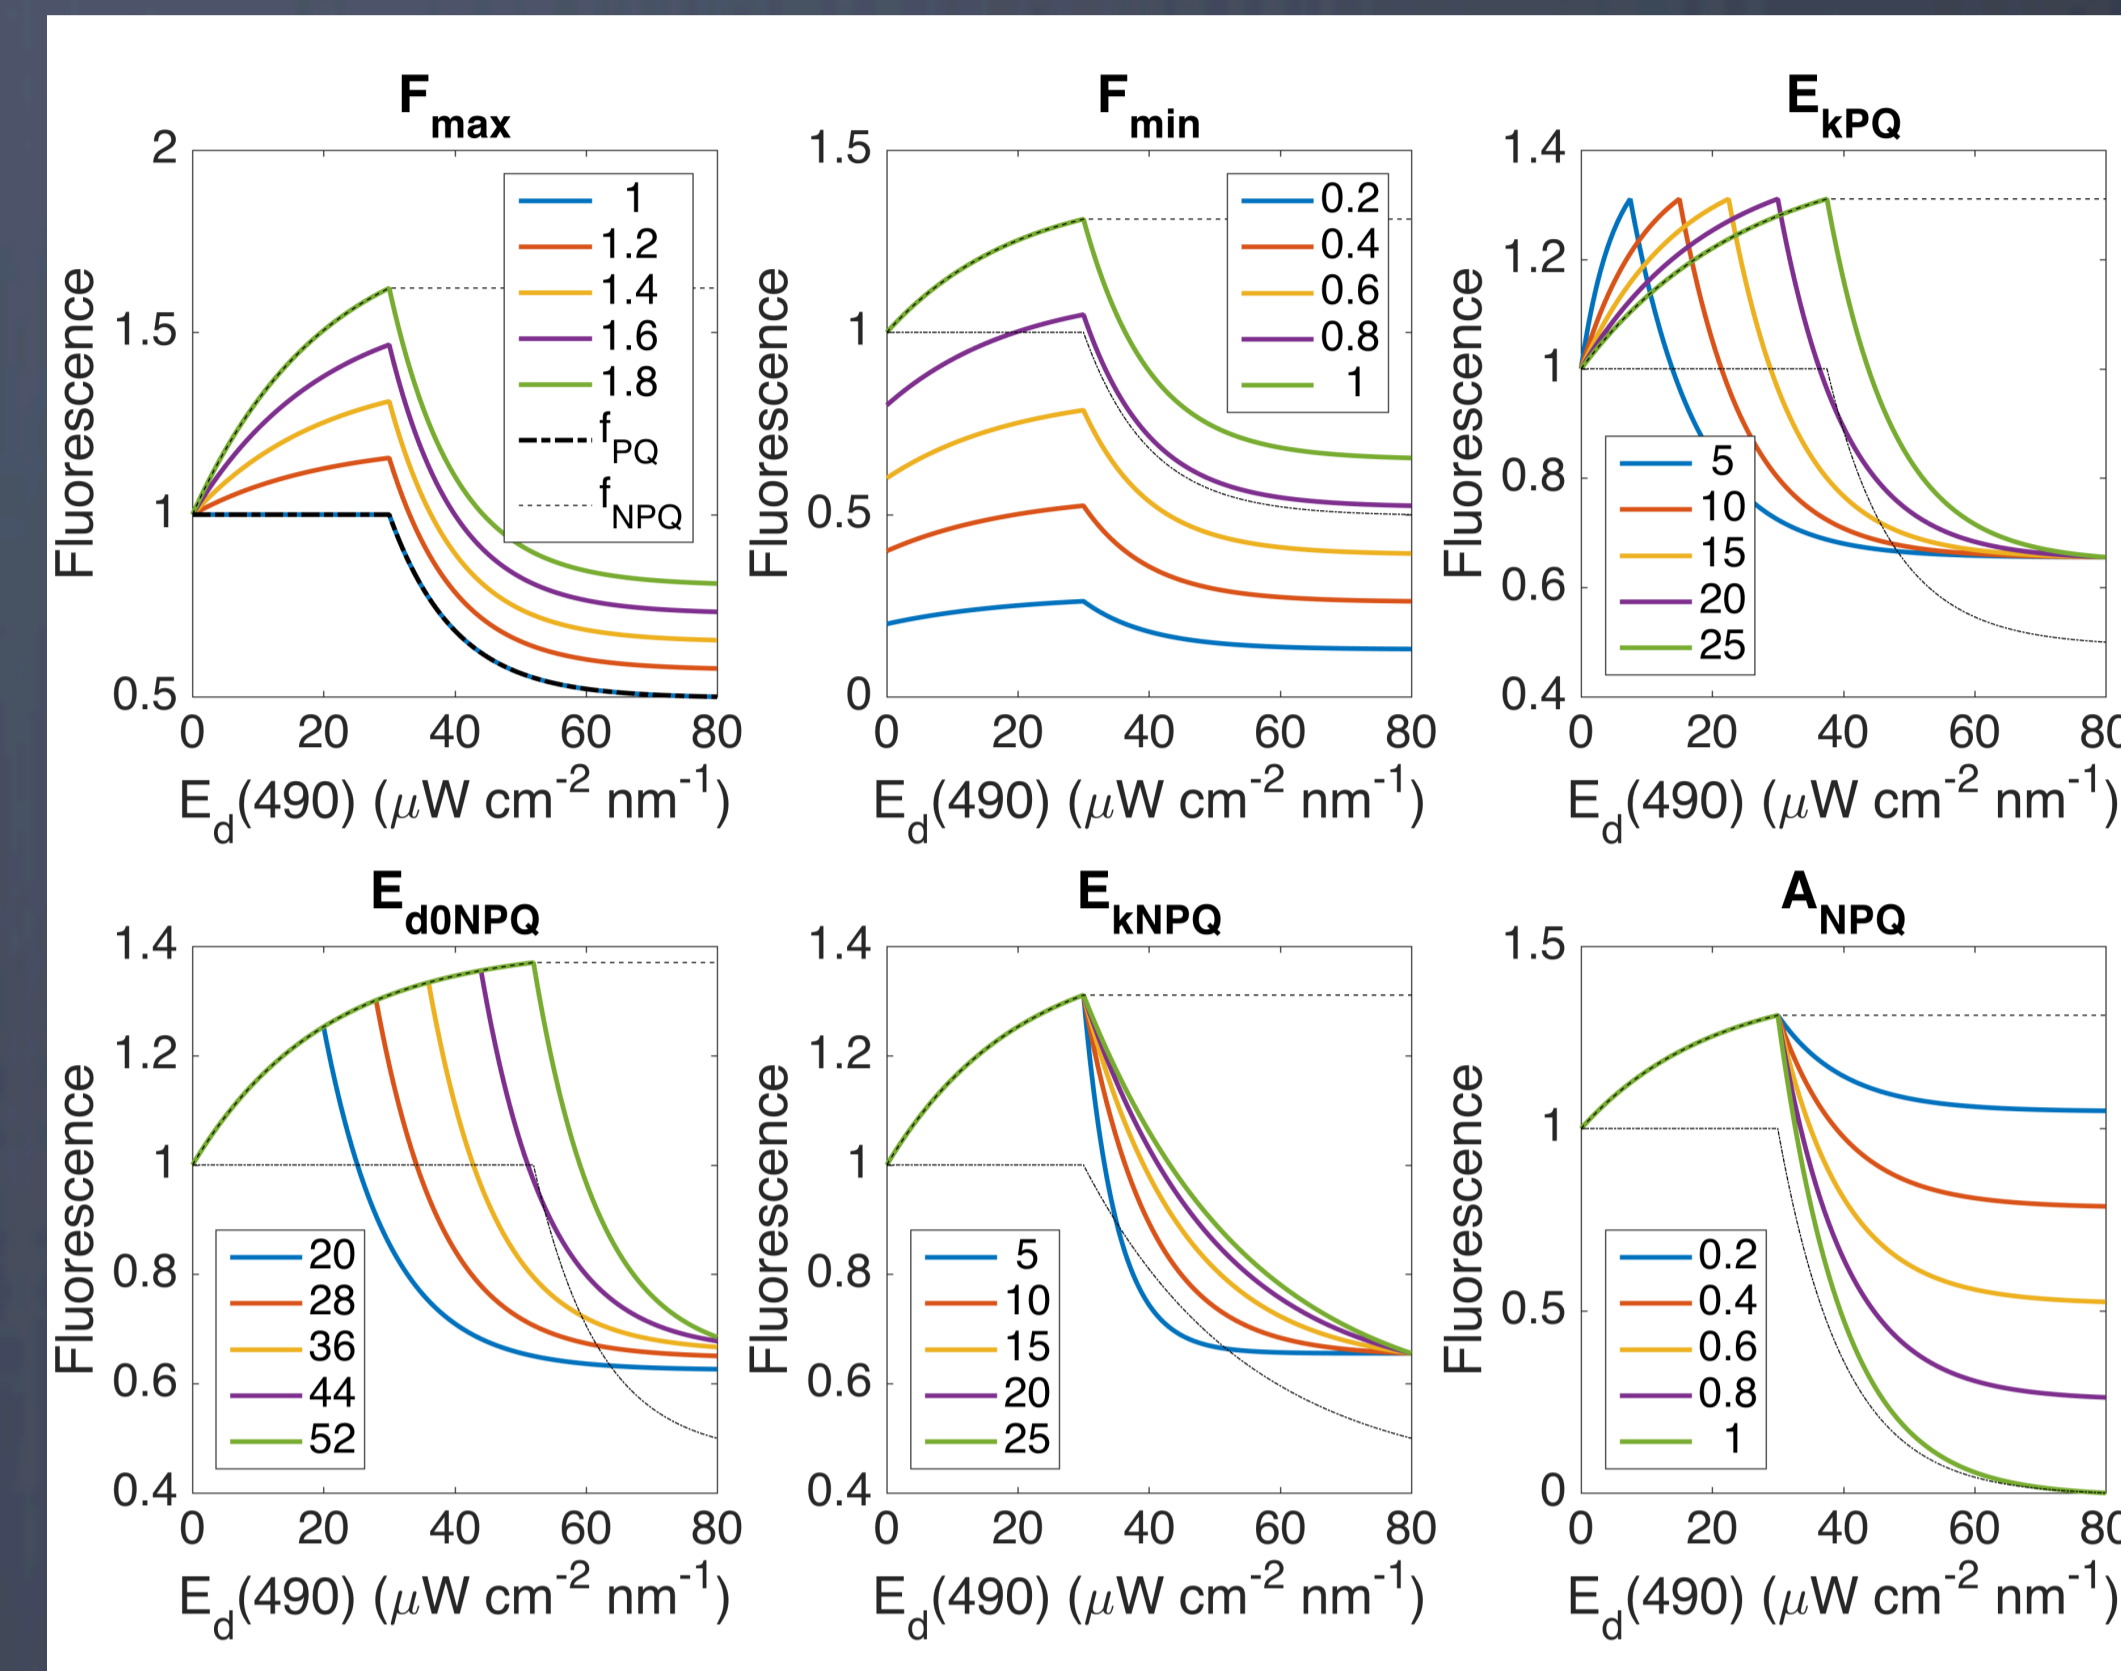 F_max
2
1.5
1
0.5
0 20 40 60 80
Fluorescence
E_d(490) (μW cm^-2 nm^-1)
1
1.2
1.4
1.6
1.8
f_PQ
f_NPQ
F_min
1.5
1
0.5
0
0 20 40 60 80
Fluorescence
E_d(490) (μW cm^-2 nm^-1)
0.2
0.4
0.6
0.8
1
E_kPQ
1.4
1.2
1
0.8
0.6
0.4
0 20 40 60 80
Fluorescence
E_d(490) (μW cm^-2 nm^-1)
5
10
15
20
25
E_d0NPQ
1.4
1.2
1
0.8
0.6
0.4
0 20 40 60 80
Fluorescence
E_d(490) (μW cm^-2 nm^-1)
20
28
36
44
52
E_kNPQ
1.4
1.2
1
0.8
0.6
0.4
0 20 40 60 80
Fluorescence
E_d(490) (μW cm^-2 nm^-1)
5
10
15
20
25
A_NPQ
1.5
1
0.5
0
0 20 40 60 80
Fluorescence
E_d(490) (μW cm^-2 nm^-1)
0.2
0.4
0.6
0.8
1